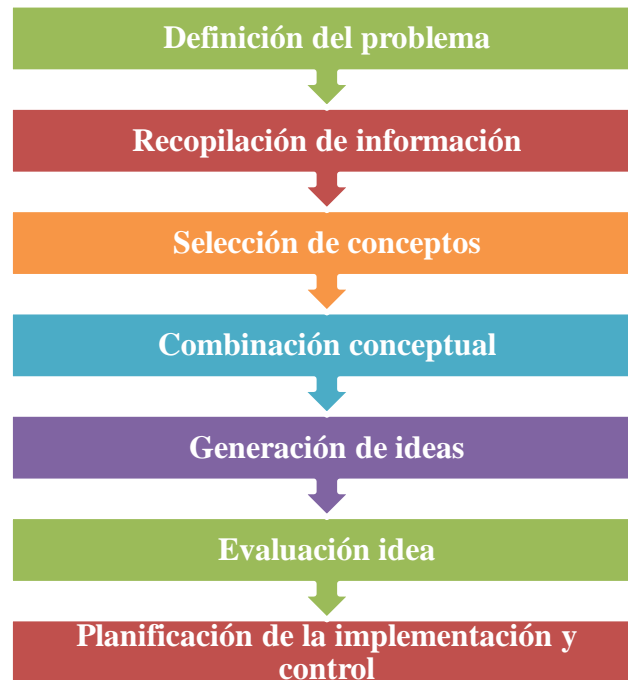 Definición del problema
Recopilación de información
Selección de conceptos
Combinación conceptual
Generación de ideas
Evaluación idea
Planificación de la implementación y
control